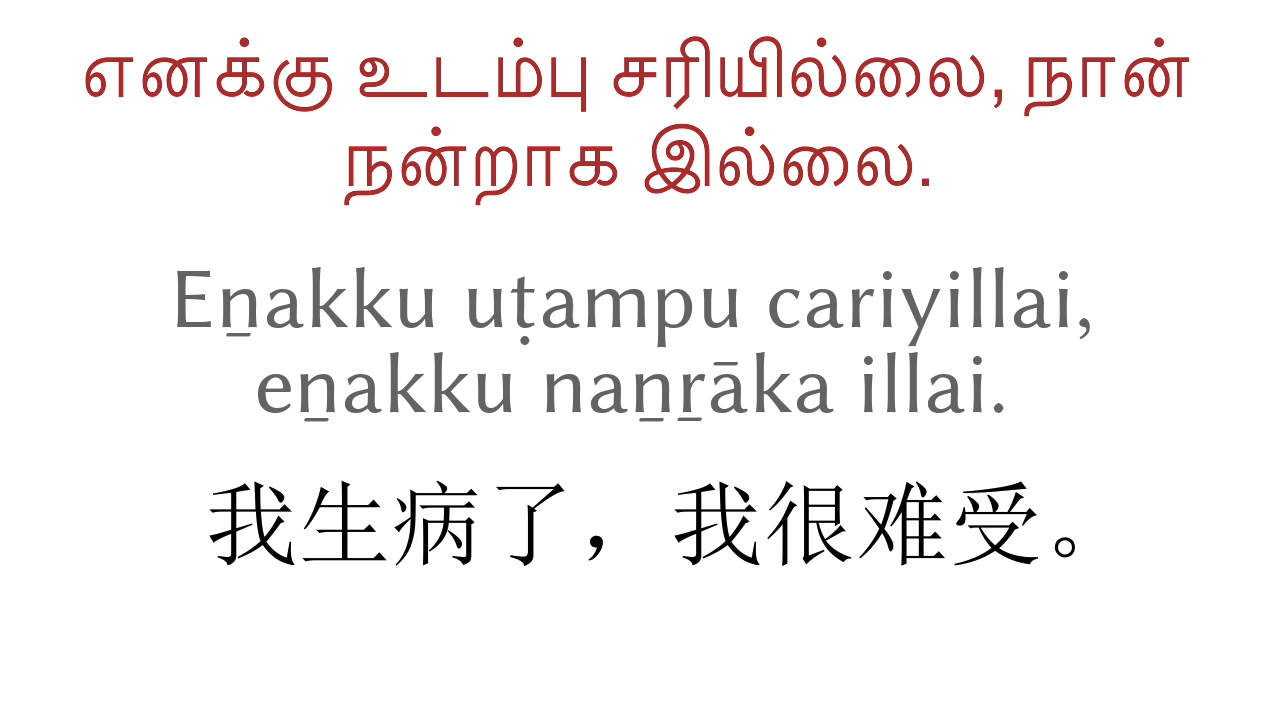 எனக்கு உடம்பு சரியில்லை, நான்
நன்றாக இல்லை.
Eṉakku uṭampu cariyillai,
eṉakku naṉṟāka illai.
我生病了，我很难受。